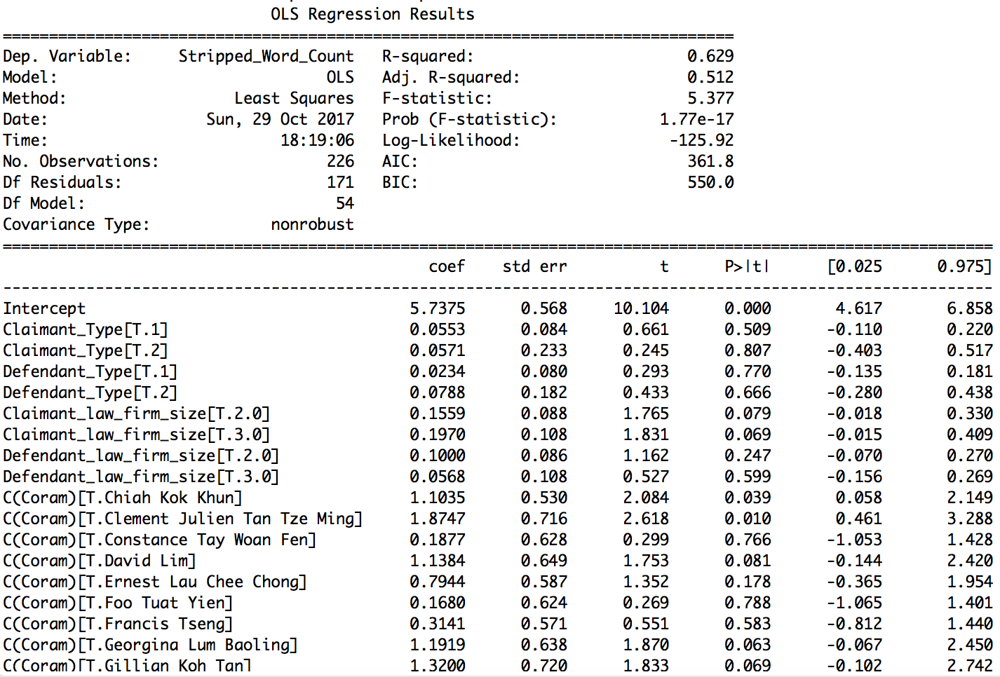 OLS Regression Results
==============================================================================
Dep. Variable: Stripped_Word_Count R-squared: 0.629
Model: OLS Adj. R-squared: 0.512
Method: Least Squares F-statistic: 5.377
Date: Sun, 29 Oct 2017 Prob (F-statistic): 1.77e-17
Time: 18:19:06 Log-Likelihood: -125.92
No. Observations: 226 AIC: 361.8
Df Residuals: 171 BIC: 550.0
Df Model: 54
Covariance Type: nonrobust
==========================================================================================================
coef std err t P>|t| [0.025 0.975]
----------------------------------------------------------------------------------------------------------
Intercept 5.7375 0.568 10.104 0.000 4.617 6.858
Claimant_Type[T.1] 0.0553 0.084 0.661 0.509 -0.110 0.220
Claimant_Type[T.2] 0.0571 0.233 0.245 0.807 -0.403 0.517
Defendant_Type[T.1] 0.0234 0.080 0.293 0.770 -0.135 0.181
Defendant_Type[T.2] 0.0788 0.182 0.433 0.666 -0.280 0.438
Claimant_law_firm_size[T.2.0] 0.1559 0.088 1.765 0.079 -0.018 0.330
Claimant_law_firm_size[T.3.0] 0.1970 0.108 1.831 0.069 -0.015 0.409
Defendant_law_firm_size[T.2.0] 0.1000 0.086 1.162 0.247 -0.070 0.270
Defendant_law_firm_size[T.3.0] 0.0568 0.108 0.527 0.599 -0.156 0.269
C(Coram)[T.Chiah Kok Khun] 1.1035 0.530 2.084 0.039 0.058 2.149
C(Coram)[T.Clement Julien Tan Tze Ming] 1.8747 0.716 2.618 0.010 0.461 3.288
C(Coram)[T.Constance Tay Woan Fen] 0.1877 0.628 0.299 0.766 -1.053 1.428
C(Coram)[T.David Lim] 1.1384 0.649 1.753 0.081 -0.144 2.420
C(Coram)[T.Ernest Lau Chee Chong] 0.7944 0.587 1.352 0.178 -0.365 1.954
C(Coram)[T.Foo Tuat Yien] 0.1680 0.624 0.269 0.788 -1.065 1.401
C(Coram)[T.Francis Tseng] 0.3141 0.571 0.551 0.583 -0.812 1.440
C(Coram)[T.Georgina Lum Baoling] 1.1919 0.638 1.870 0.063 -0.067 2.450
C(Coram)[T.Gillian Koh Tan] 1.3200 0.720 1.833 0.069 -0.102 2.742